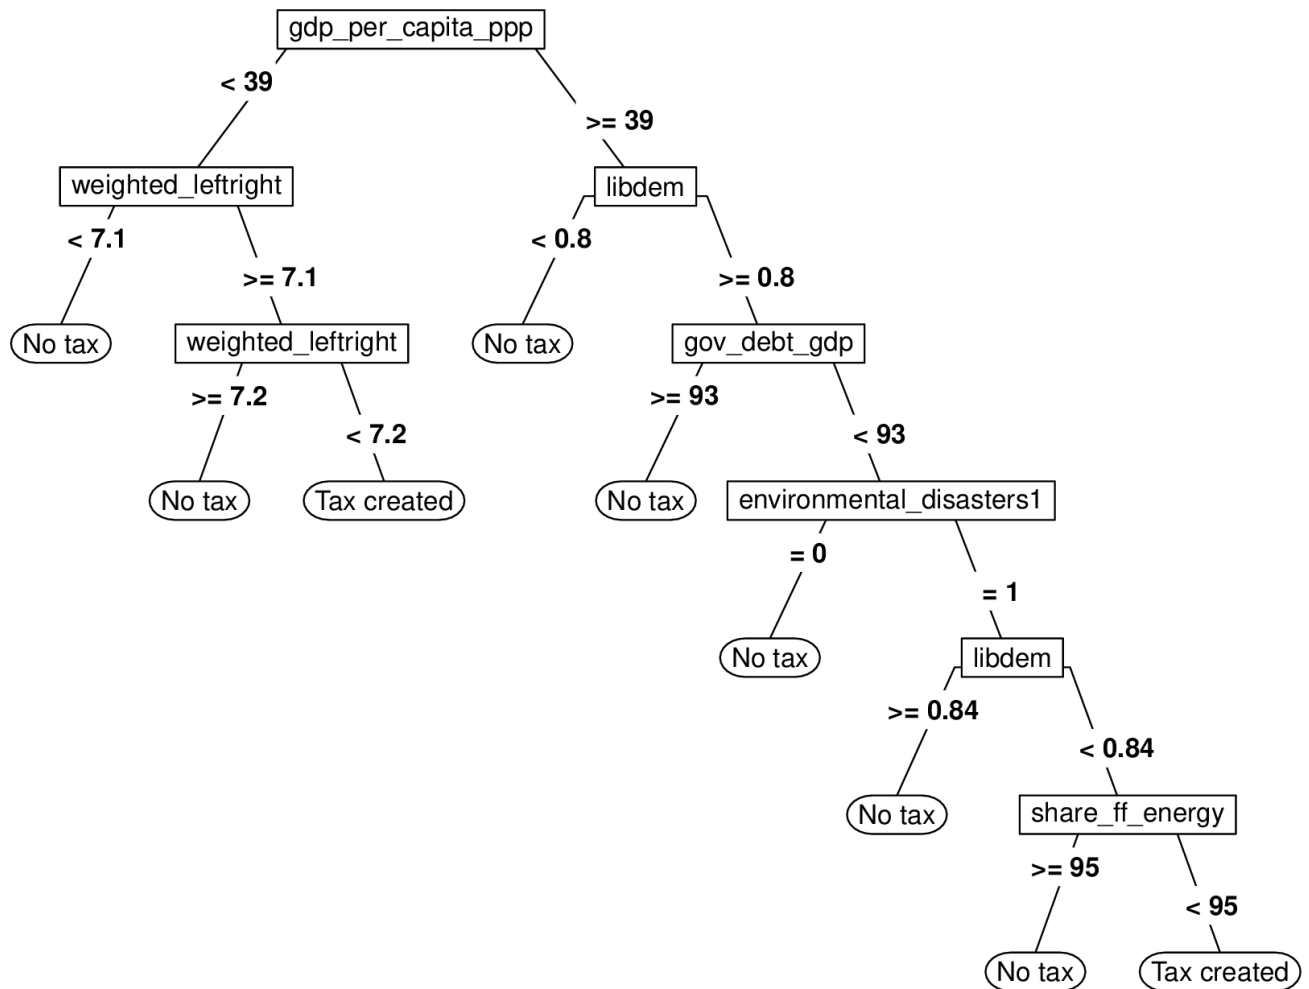 gdp_per_capita_ppp
< 39
>= 39
weighted_leftright
libdem
< 7.1
< 0.8
>= 7.1
>= 0.8
No tax
weighted_leftright
No tax
gov_debt_gdp
>= 7.2
>= 93
< 7.2
< 93
No tax
Tax created
No tax
environmental_disasters1
= 0
= 1
No tax
libdem
>= 0.84
< 0.84
No tax
share_ff_energy
>= 95
< 95
No tax
Tax created